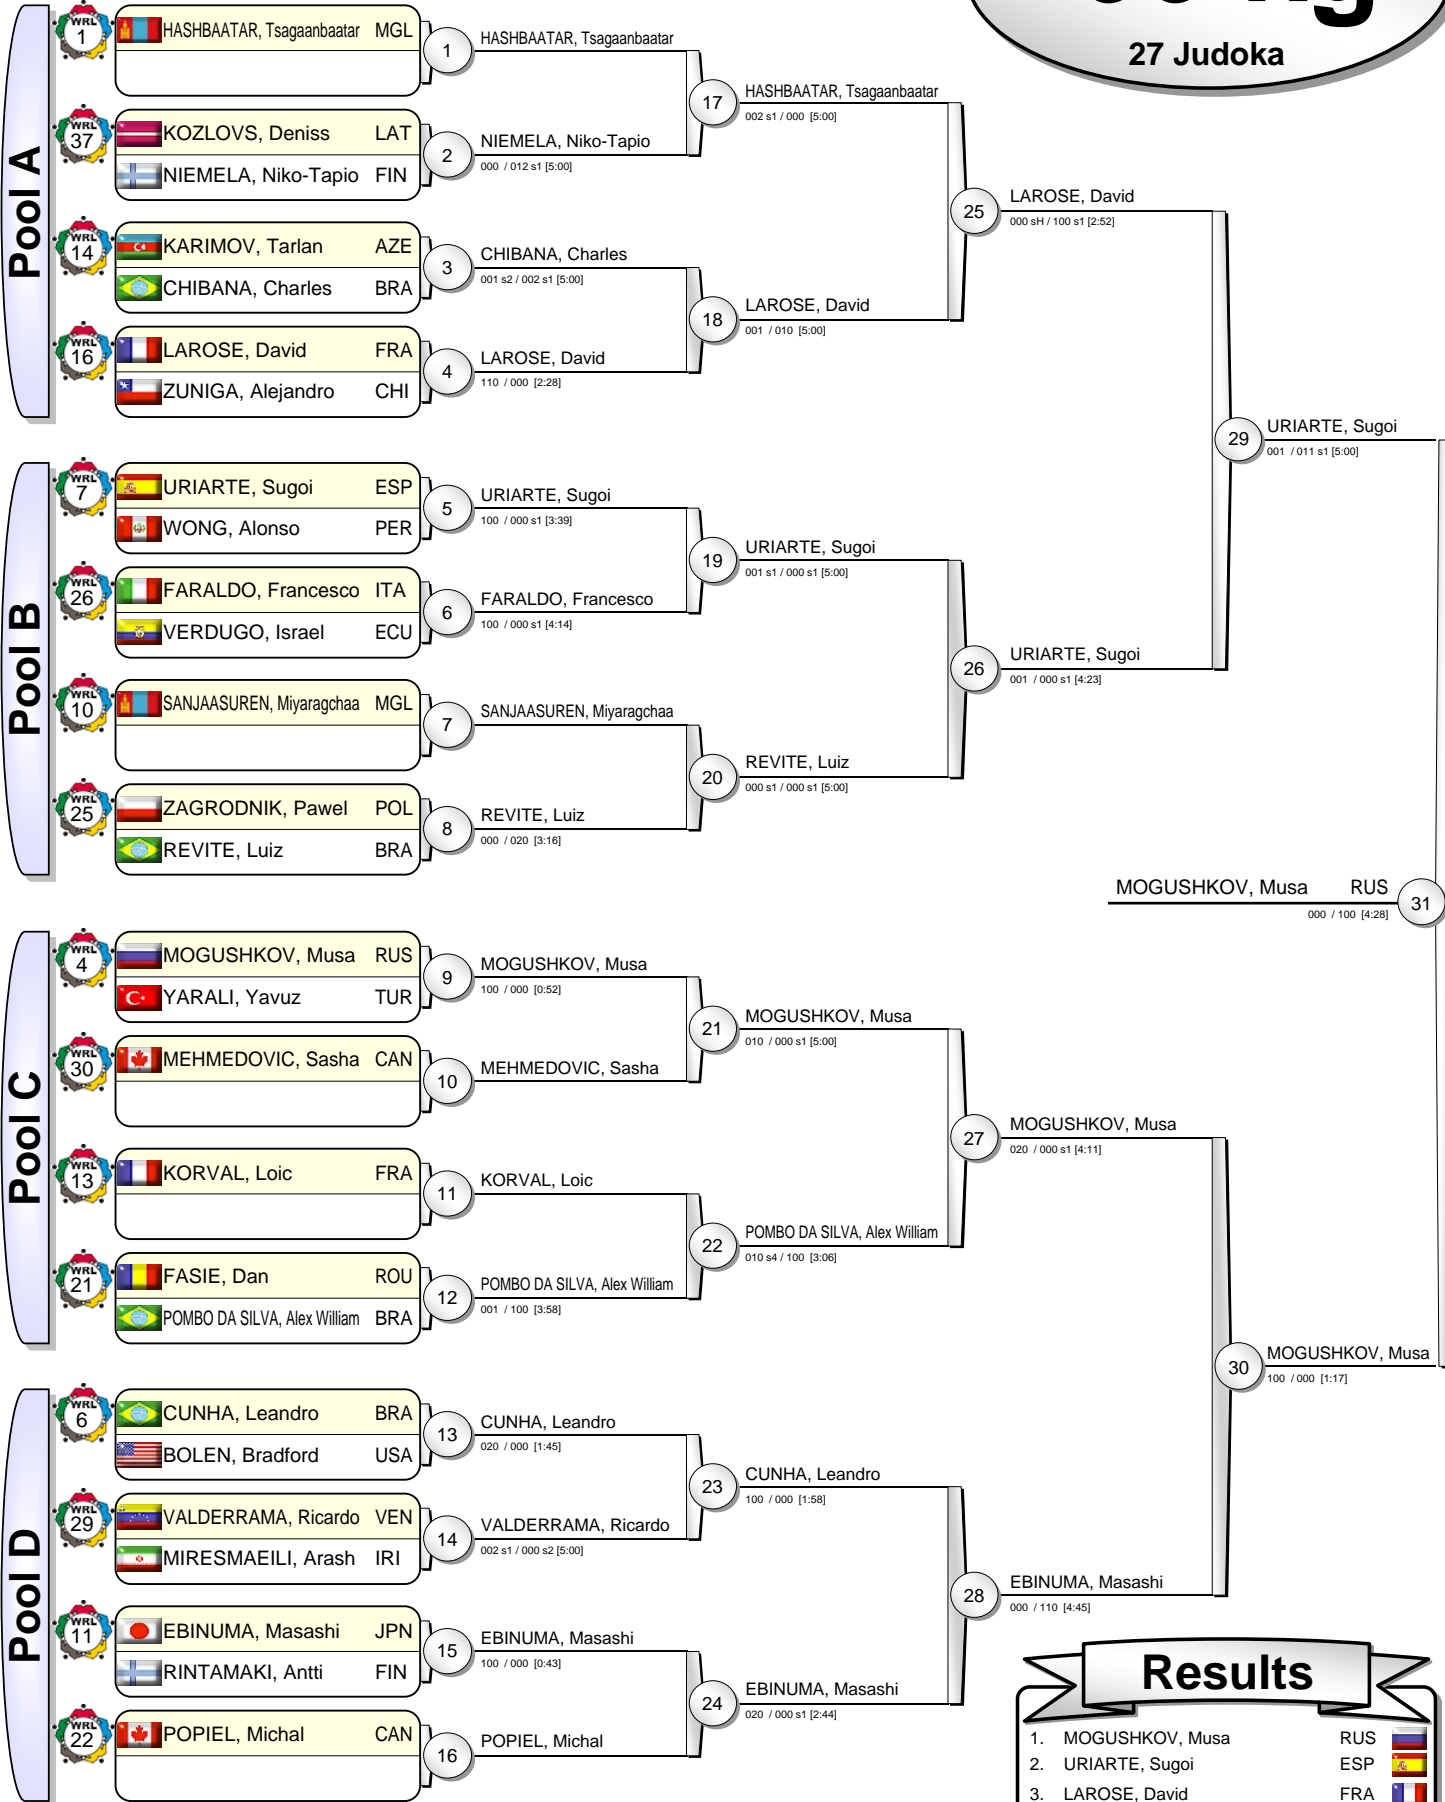 27 Judoka
Pool A
WRL 1
HASHBAATAR, Tsagaanbaatar MGL
WRL 37
KOZLOVS, Deniss LAT
NIEMELA, Niko-Tapio FIN
WRL 14
KARIMOV, Tarlan AZE
CHIBANA, Charles BRA
WRL 16
LAROSE, David FRA
ZUNIGA, Alejandro CHI
1
HASHBAATAR, Tsagaanbaatar
2
NIEMELA, Niko-Tapio
000 / 012 s1 [5:00]
3
CHIBANA, Charles
001 s2 / 002 s1 [5:00]
4
LAROSE, David
110 / 000 [2:28]
17
HASHBAATAR, Tsagaanbaatar
002 s1 / 000 [5:00]
18
LAROSE, David
001 / 010 [5:00]
25
LAROSE, David
000 sH / 100 s1 [2:52]
Pool B
WRL 7
URIARTE, Sugoi ESP
WONG, Alonso PER
WRL 26
FARALDO, Francesco ITA
VERDUGO, Israel ECU
WRL 10
SANJAASUREN, Miyaragchaa MGL
WRL 25
ZAGRODNIK, Pawel POL
REVITE, Luiz BRA
5
URIARTE, Sugoi
100 / 000 s1 [3:39]
6
FARALDO, Francesco
100 / 000 s1 [4:14]
7
SANJAASUREN, Miyaragchaa
8
REVITE, Luiz
000 / 020 [3:16]
19
URIARTE, Sugoi
001 s1 / 000 s1 [5:00]
20
REVITE, Luiz
000 s1 / 000 s1 [5:00]
26
URIARTE, Sugoi
001 / 000 s1 [4:23]
29
URIARTE, Sugoi
001 / 011 s1 [5:00]
MOGUSHKOV, Musa RUS
000 / 100 [4:28]
31
Pool C
WRL 4
MOGUSHKOV, Musa RUS
YARALI, Yavuz TUR
WRL 30
MEHMEDOVIC, Sasha CAN
WRL 13
KORVAL, Loic FRA
WRL 21
FASIE, Dan ROU
POMBO DA SILVA, Alex William BRA
9
MOGUSHKOV, Musa
100 / 000 [0:52]
10
MEHMEDOVIC, Sasha
11
KORVAL, Loic
12
POMBO DA SILVA, Alex William
001 / 100 [3:58]
21
MOGUSHKOV, Musa
010 / 000 s1 [5:00]
22
POMBO DA SILVA, Alex William
010 s4 / 100 [3:06]
27
MOGUSHKOV, Musa
020 / 000 s1 [4:11]
Pool D
WRL 6
CUNHA, Leandro BRA
BOLEN, Bradford USA
WRL 29
VALDERRAMA, Ricardo VEN
MIRESMAEILI, Arash IRI
WRL 11
EBINUMA, Masashi JPN
RINTAMAKI, Antti FIN
WRL 22
POPIEL, Michal CAN
13
CUNHA, Leandro
020 / 000 [1:45]
14
VALDERRAMA, Ricardo
002 s1 / 000 s2 [5:00]
15
EBINUMA, Masashi
100 / 000 [0:43]
16
POPIEL, Michal
23
CUNHA, Leandro
100 / 000 [1:58]
24
EBINUMA, Masashi
020 / 000 s1 [2:44]
28
EBINUMA, Masashi
000 / 110 [4:45]
30
MOGUSHKOV, Musa
100 / 000 [1:17]
Results
1. MOGUSHKOV, Musa RUS
2. URIARTE, Sugoi ESP
3. LAROSE, David FRA